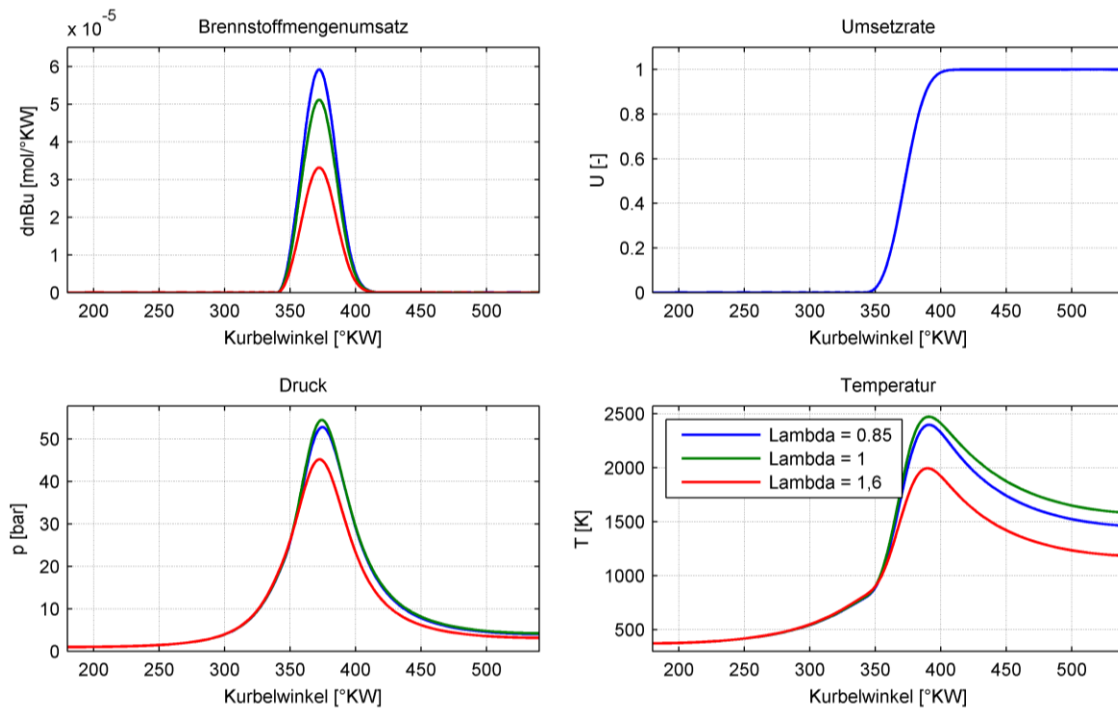 Brennstoffmengenumsatz
x 10^-5
6
5
4
3
2
1
0
dnBu [mol/°KW]
200 250 300 350 400 450 500
Kurbelwinkel [°KW]
Umsetzrate
1
0.8
0.6
0.4
0.2
0
U [-]
200 250 300 350 400 450 500
Kurbelwinkel [°KW]
Druck
50
40
30
20
10
0
p [bar]
200 250 300 350 400 450 500
Kurbelwinkel [°KW]
Temperatur
2500
2000
1500
1000
500
T [K]
Lambda = 0.85
Lambda = 1
Lambda = 1,6
200 250 300 350 400 450 500
Kurbelwinkel [°KW]